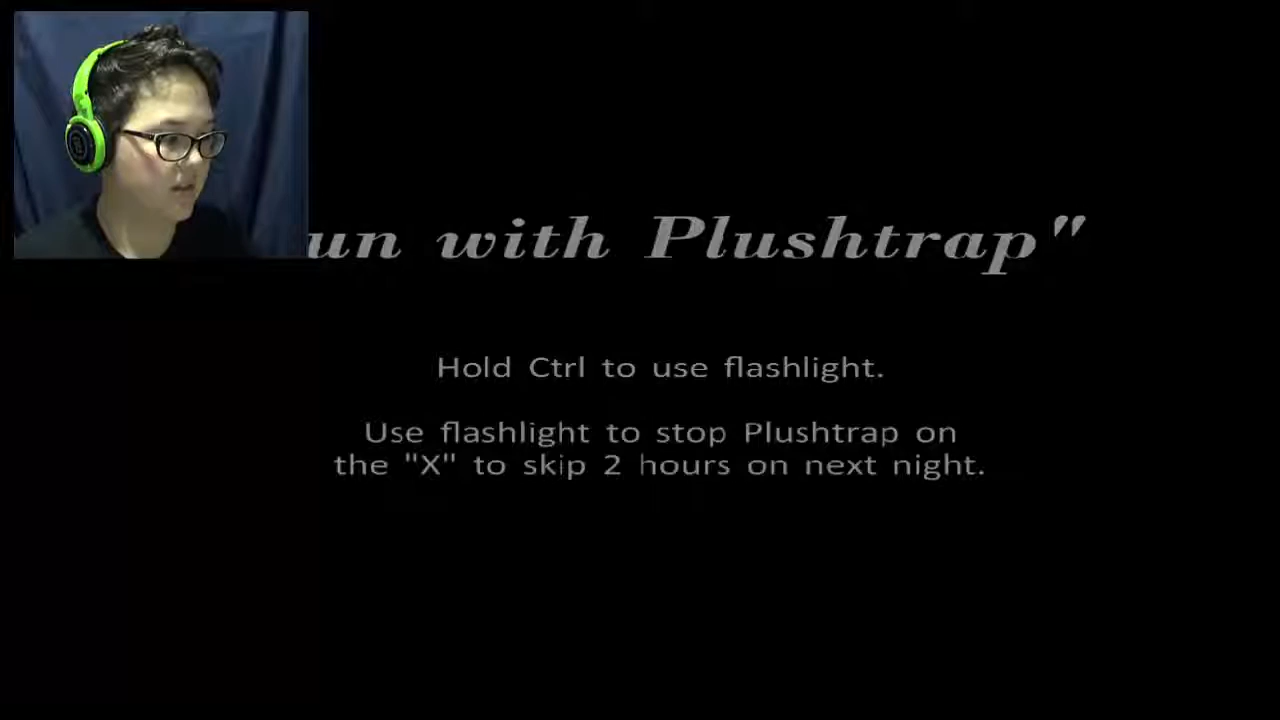 un with Plushtrap"
Hold Ctrl to use flashlight.
Use flashlight to stop Plushtrap on
the "X" to skip 2 hours on next night.